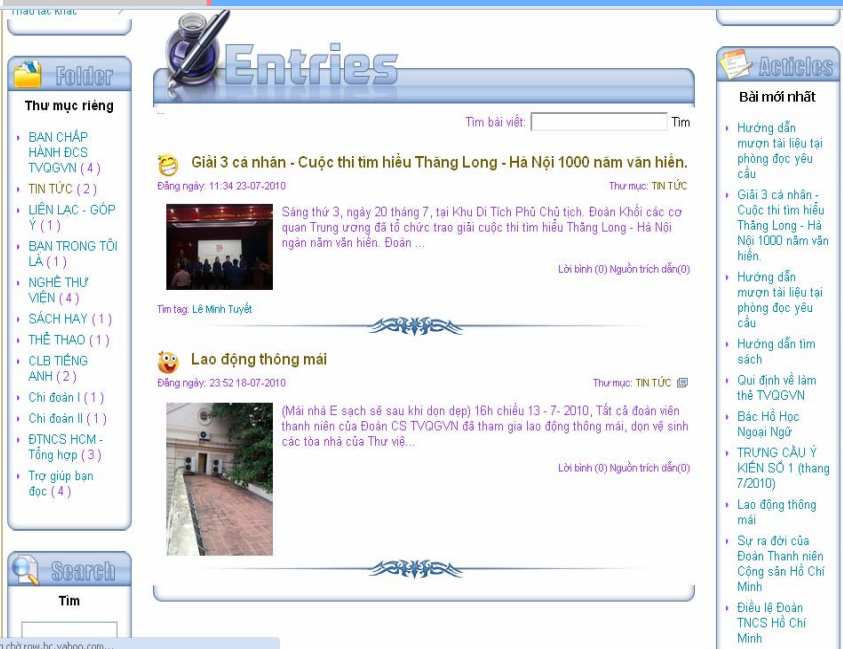 Thao tác khác
Folder
Thư mục riêng
BAN CHẤP
HÀNH ĐCS
TVQGVN ( 4 )
TIN TỨC ( 2 )
LIÊN LẠC - GÓP
Ý ( 1 )
BẠN TRONG TÔI
LÀ ( 1 )
NGHỀ THƯ
VIỆN ( 4 )
SÁCH HAY ( 1 )
THỂ THAO ( 1 )
CLB TIẾNG
ANH ( 2 )
Chi đoàn I ( 1 )
Chi đoàn II ( 1 )
ĐTNCS HCM -
Tổng hợp ( 3 )
Trợ giúp bạn
đọc ( 4 )
Search
Tìm
Entries
Tìm bài viết:
Tìm
Giải 3 cá nhân - Cuộc thi tìm hiểu Thăng Long - Hà Nội 1000 năm văn hiến.
Đăng ngày: 11:34 23-07-2010
Thư mục: TIN TỨC
Sáng thứ 3, ngày 20 tháng 7, tại Khu Di Tích Phủ Chủ tịch. Đoàn Khối các cơ
quan Trung ương đã tổ chức trao giải cuộc thi tìm hiểu Thăng Long - Hà Nội
ngàn năm văn hiến. Đoàn ...
Lời bình (0) Nguồn trích dẫn(0)
Tìm tag: Lê Minh Tuyết
Lao động thông mái
Đăng ngày: 23:52 18-07-2010
Thư mục: TIN TỨC
(Mái nhà E sạch sẽ sau khi dọn dẹp) 16h chiều 13 - 7- 2010, Tất cả đoàn viên
thanh niên của Đoàn CS TVQGVN đã tham gia lao động thông mái, dọn vệ sinh
các tòa nhà của Thư việ...
Lời bình (0) Nguồn trích dẫn(0)
Acticles
Bài mới nhất
Hướng dẫn
mượn tài liệu tại
phòng đọc yêu
cầu
Giải 3 cá nhân -
Cuộc thi tìm hiểu
Thăng Long - Hà
Nội 1000 năm văn
hiến.
Hướng dẫn
mượn tài liệu tại
phòng đọc yêu
cầu
Hướng dẫn tìm
sách
Qui định về làm
thẻ TVQGVN
Bác Hồ Học
Ngoại Ngữ
TRƯNG CẦU Ý
KIẾN SỐ 1 (thang
7/2010)
Lao động thông
mái
Sự ra đời của
Đoàn Thanh niên
Cộng sản Hồ Chí
Minh
Điều lệ Đoàn
TNCS Hồ Chí
Minh
chờ row.bc.yahoo.com...